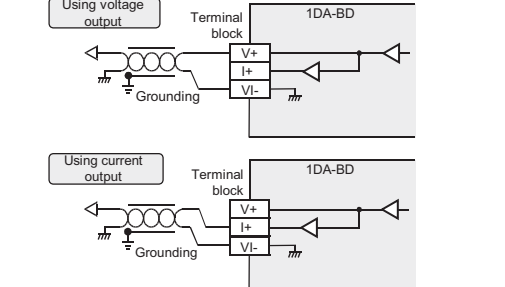 Using voltage
output
Terminal
block
1DA-BD
V+
I+
VI-
Grounding
Using current
output
Terminal
block
1DA-BD
V+
I+
VI-
Grounding